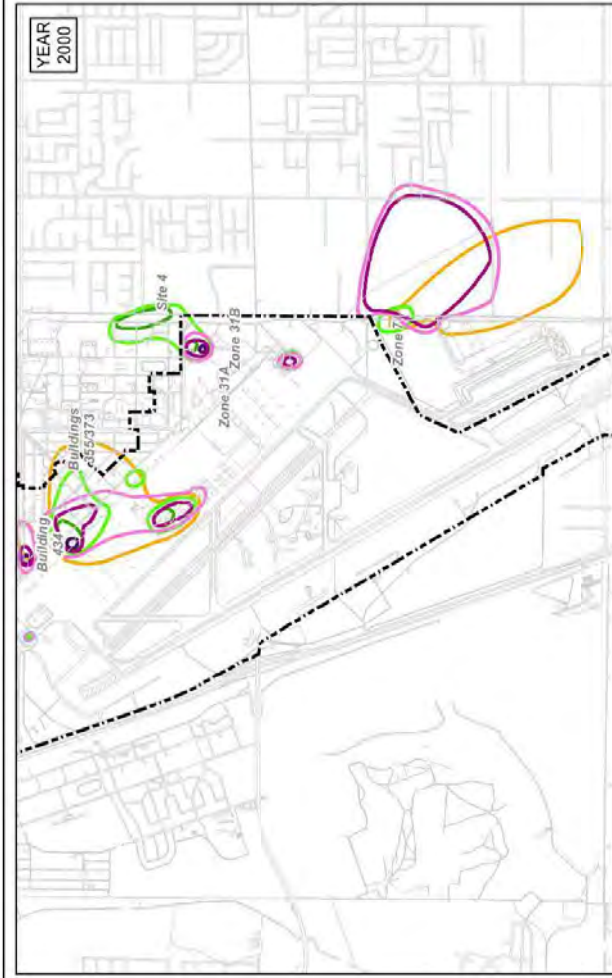 YEAR
2000
Site 4
Zone 31B
Zone 31A
Buildings
355/373
Building
434
Zone 7